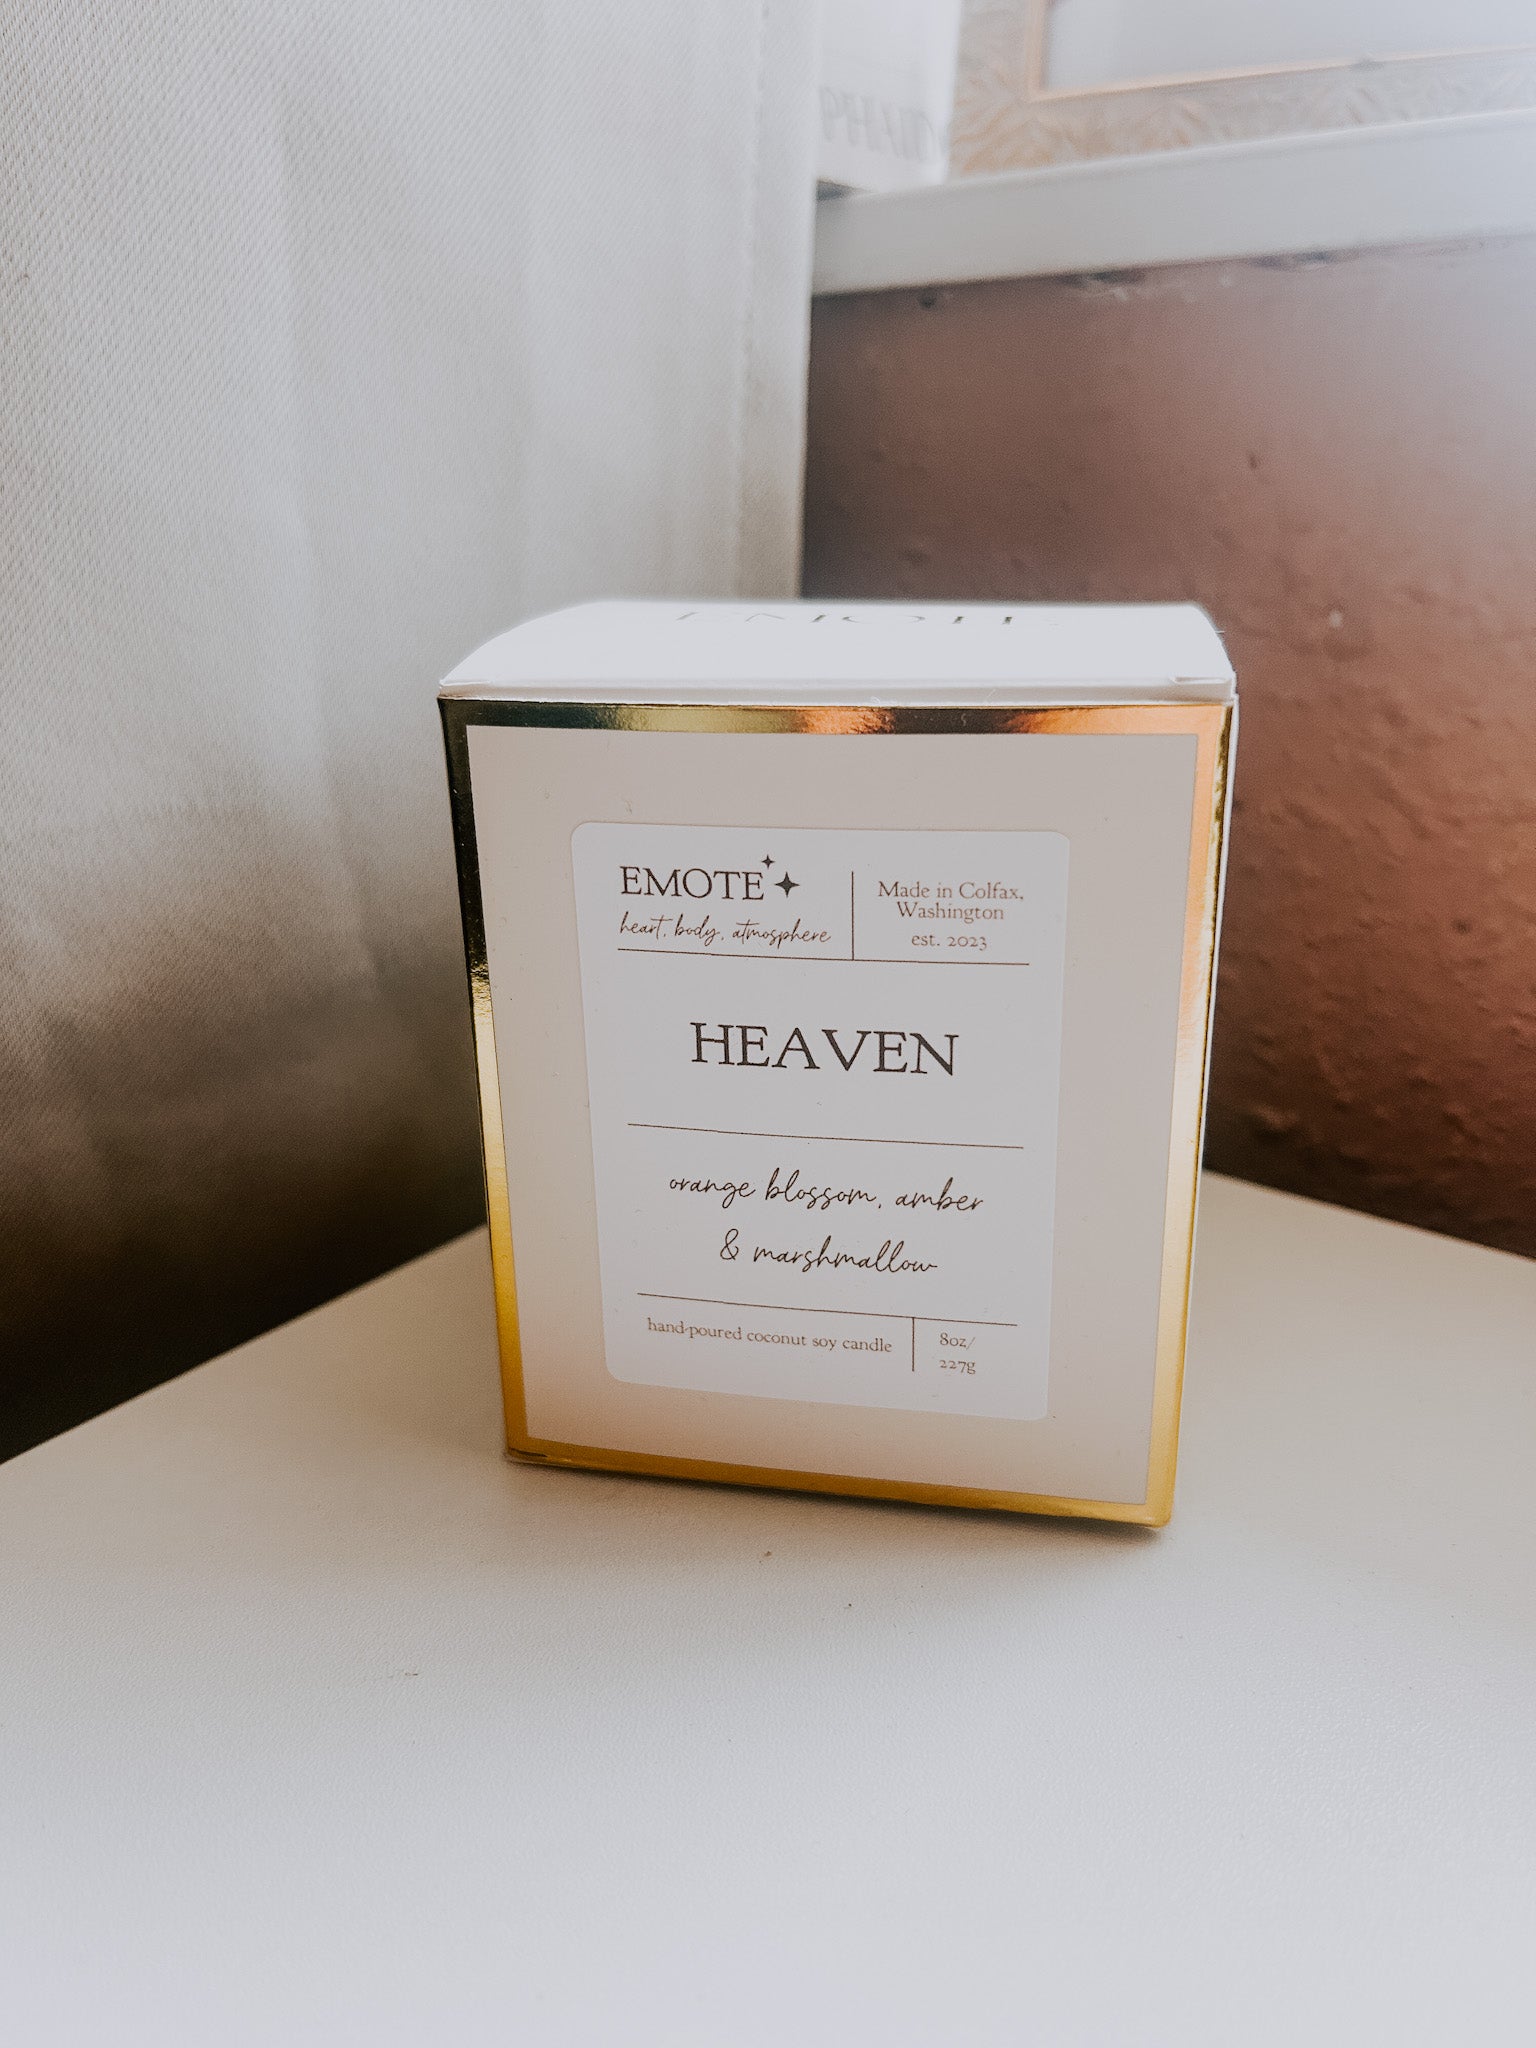 EMOTE
EMOTE
heart, body, atmosphere
Made in Colfax,
Washington
est. 2023
HEAVEN
orange blossom, amber
& marshmallow
hand-poured coconut soy candle
8oz/
227g